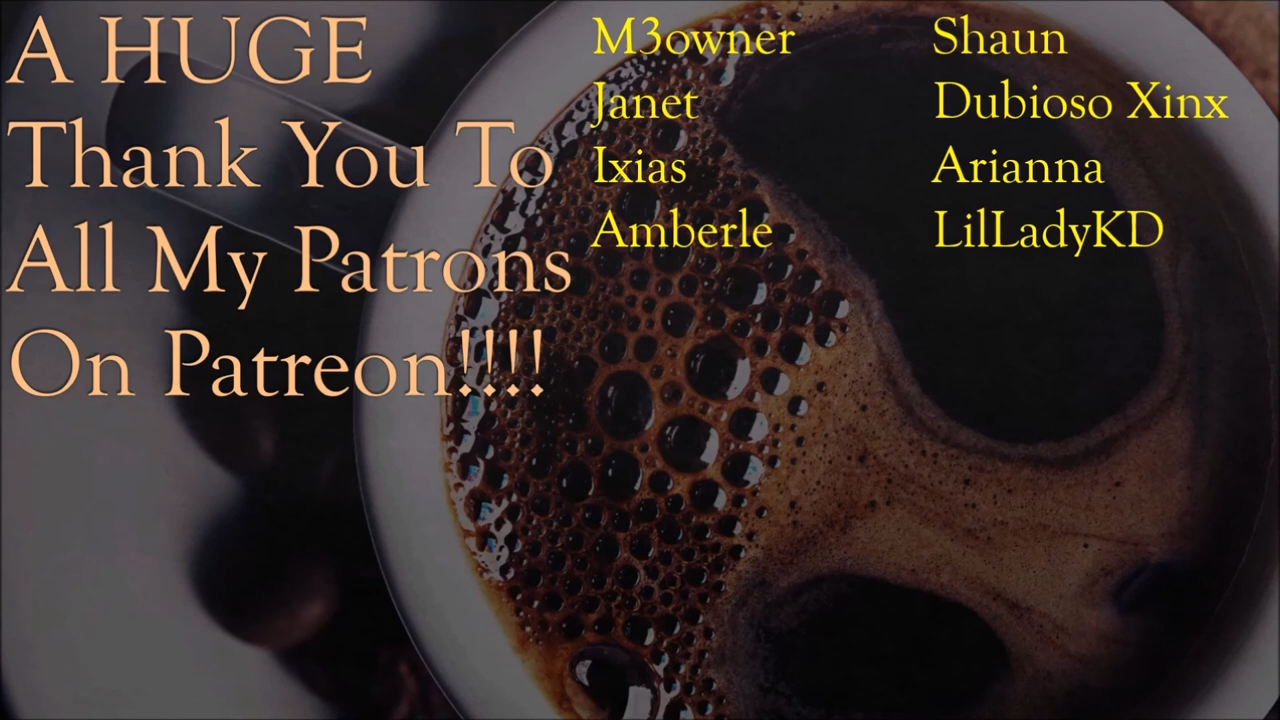 A HUGE
Thank You To
All My Patrons
On Patreon!!!!
M3owner
Janet
Ixias
Amberle
Shaun
Dubioso Xinx
Arianna
LilLadyKD